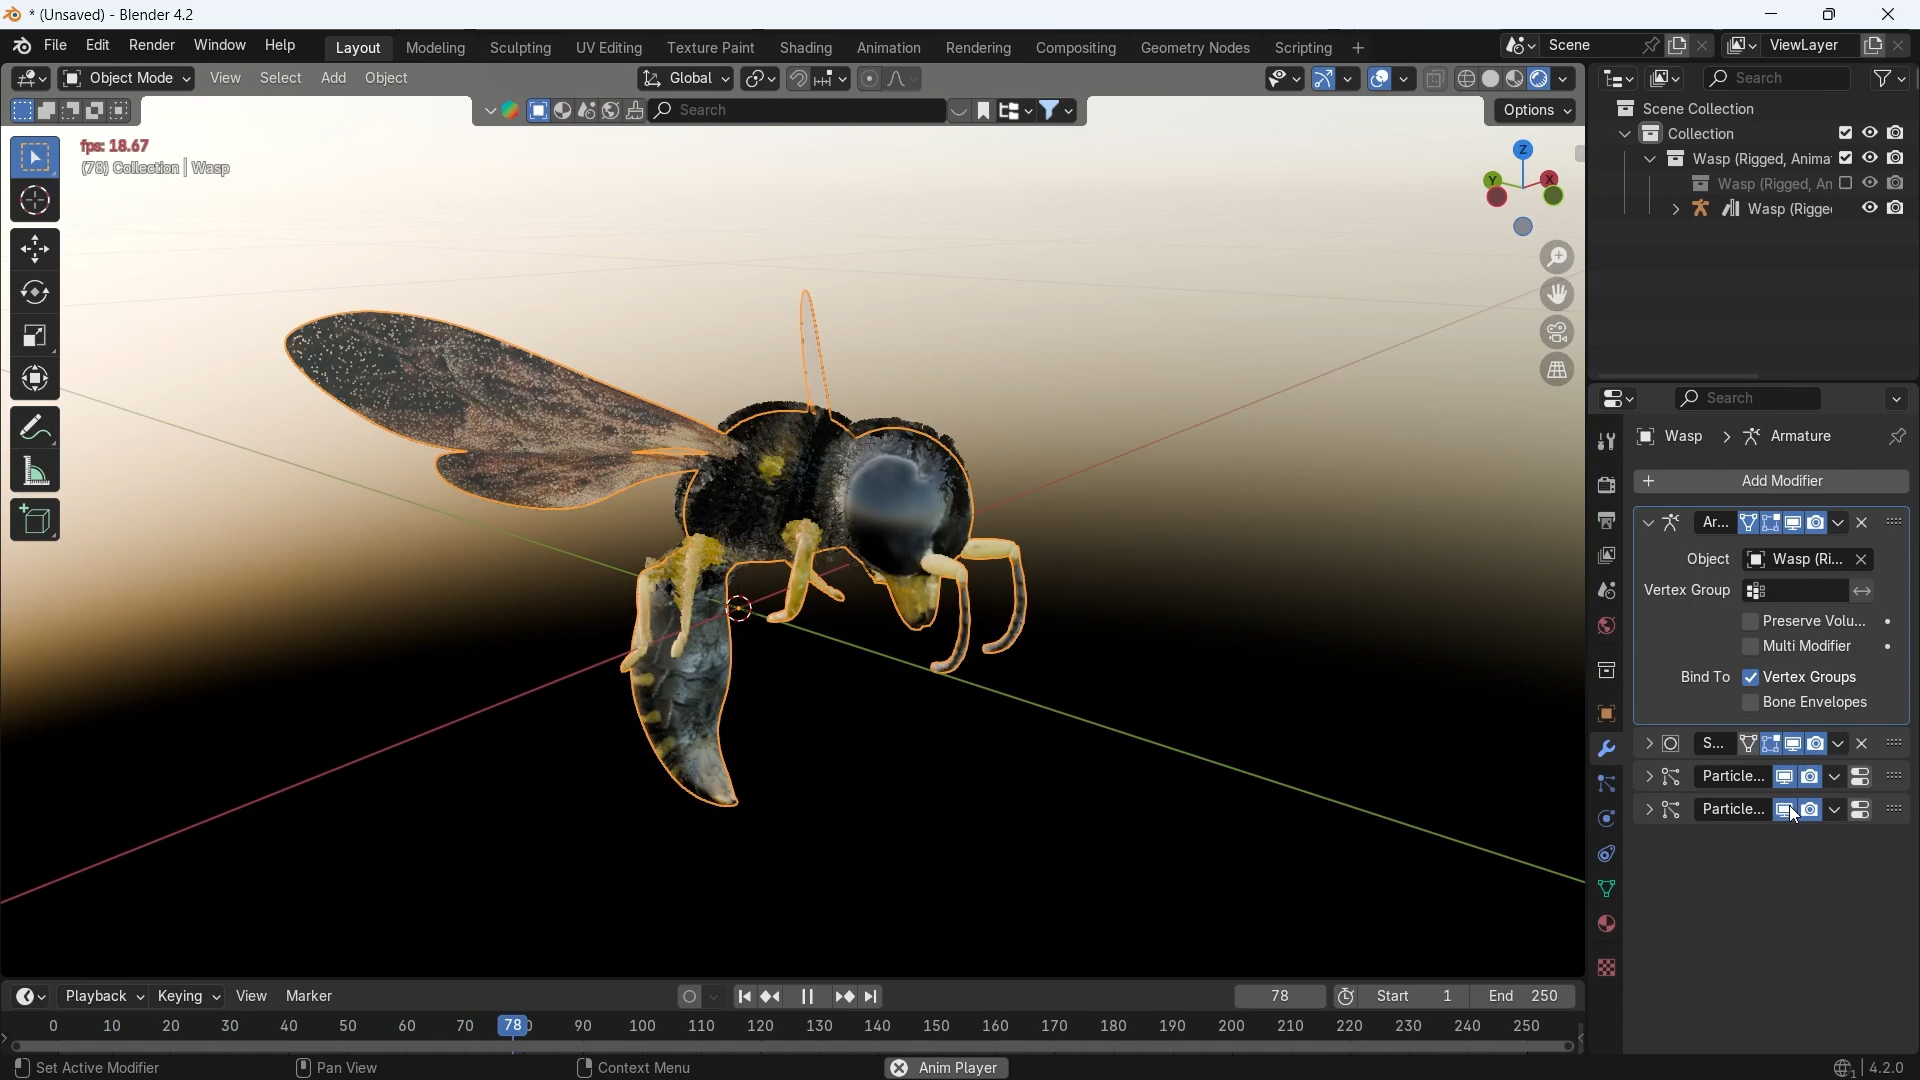 * (Unsaved) - Blender 4.2
File Edit Render Window Help
Layout Modeling Sculpting UV Editing Texture Paint Shading Animation Rendering Compositing Geometry Nodes Scripting
Scene
ViewLayer
Object Mode View Select Add Object
Global
Search
Search
Options
fps: 18.67
(78) Collection | Wasp
Z
Y
X
Scene Collection
Collection
Wasp (Rigged, Anima
Wasp (Rigged, An
Wasp (Rigge
Search
Wasp > Armature
Add Modifier
Ar...
Object Wasp (Ri...
Vertex Group
Preserve Volu...
Multi Modifier
Bind To Vertex Groups
Bone Envelopes
S...
Particle...
Particle...
Playback Keying View Marker
78 Start 1 End 250
0 10 20 30 40 50 60 70 78 90 100 110 120 130 140 150 160 170 180 190 200 210 220 230 240 250
Set Active Modifier Pan View Context Menu Anim Player
1 4.2.0